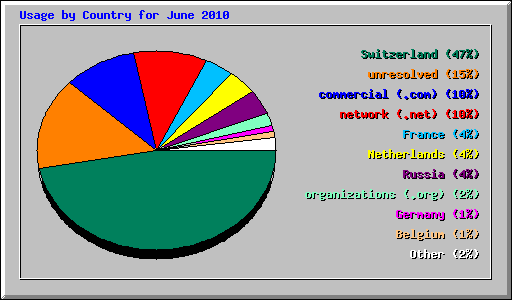 Usage by Country for June 2010
Switzerland (47%)
unresolved (15%)
commercial (.com) (10%)
network (.net) (10%)
France (4%)
Netherlands (4%)
Russia (4%)
organizations (.org) (2%)
Germany (1%)
Belgium (1%)
Other (2%)